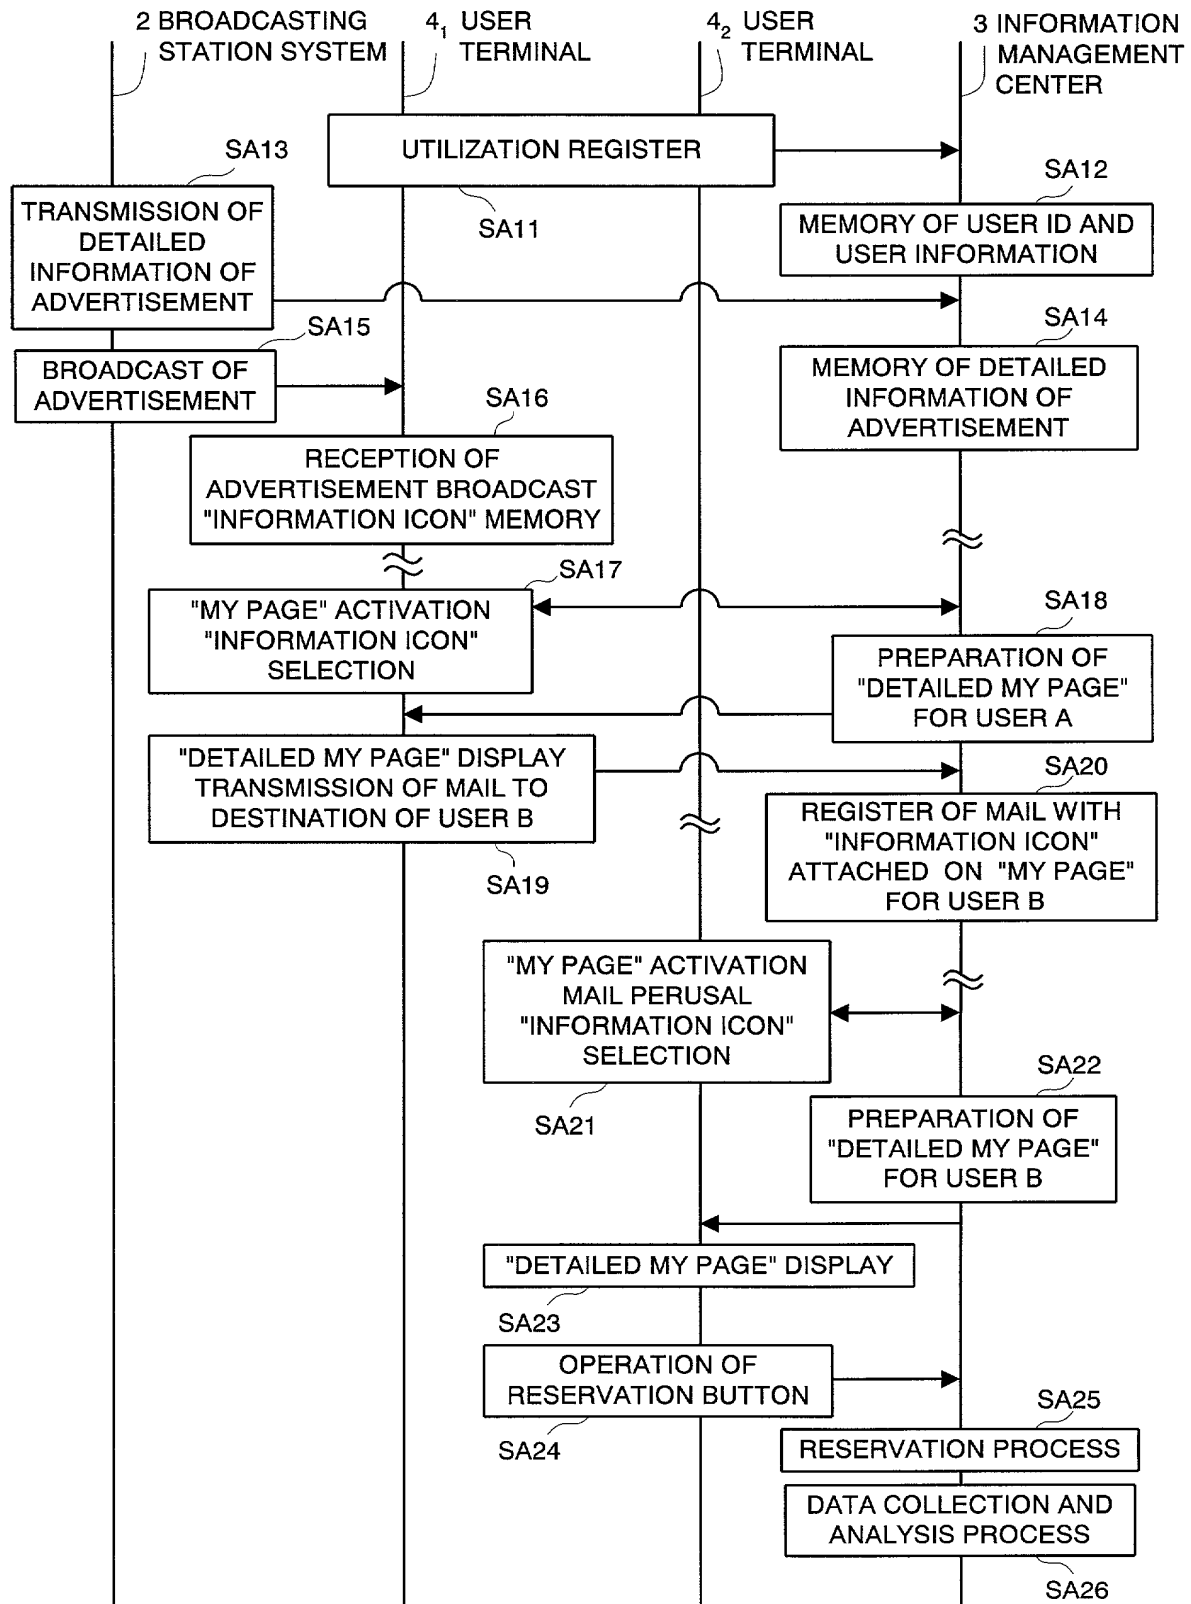 2 BROADCASTING
STATION SYSTEM
4₁ USER
TERMINAL
4₂ USER
TERMINAL
3 INFORMATION
MANAGEMENT
CENTER
UTILIZATION REGISTER
SA11
SA13
TRANSMISSION OF
DETAILED
INFORMATION OF
ADVERTISEMENT
SA12
MEMORY OF USER ID AND
USER INFORMATION
SA15
BROADCAST OF
ADVERTISEMENT
SA14
MEMORY OF DETAILED
INFORMATION OF
ADVERTISEMENT
SA16
RECEPTION OF
ADVERTISEMENT BROADCAST
"INFORMATION ICON" MEMORY
SA17
"MY PAGE" ACTIVATION
"INFORMATION ICON"
SELECTION
SA18
PREPARATION OF
"DETAILED MY PAGE"
FOR USER A
"DETAILED MY PAGE" DISPLAY
TRANSMISSION OF MAIL TO
DESTINATION OF USER B
SA19
SA20
REGISTER OF MAIL WITH
"INFORMATION ICON"
ATTACHED ON "MY PAGE"
FOR USER B
"MY PAGE" ACTIVATION
MAIL PERUSAL
"INFORMATION ICON"
SELECTION
SA21
SA22
PREPARATION OF
"DETAILED MY PAGE"
FOR USER B
"DETAILED MY PAGE" DISPLAY
SA23
OPERATION OF
RESERVATION BUTTON
SA24
SA25
RESERVATION PROCESS
DATA COLLECTION AND
ANALYSIS PROCESS
SA26